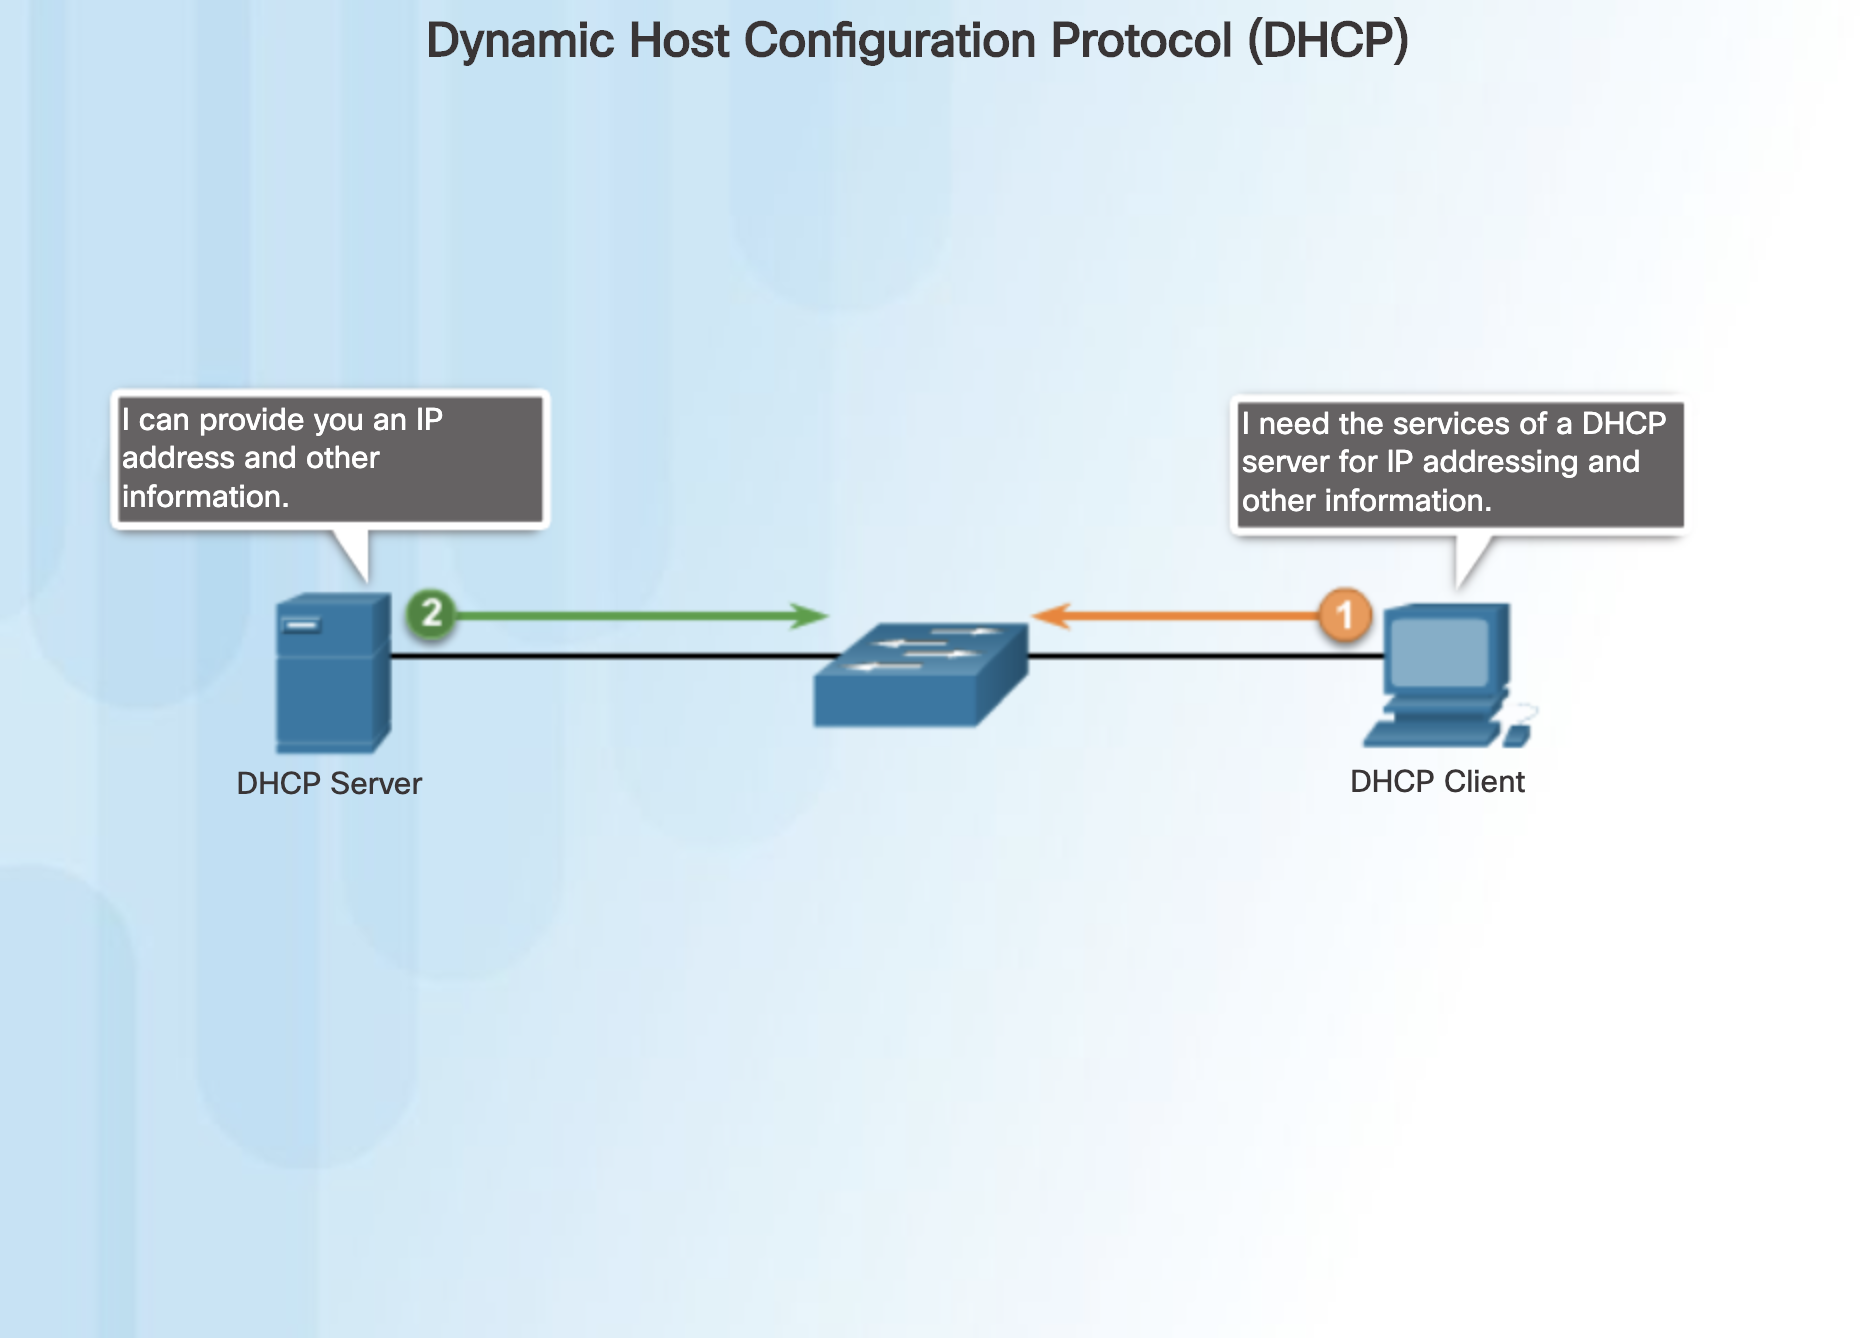 Dynamic Host Configuration Protocol (DHCP)
I can provide you an IP
address and other
information.
I need the services of a DHCP
server for IP addressing and
other information.
2
1
DHCP Server
DHCP Client